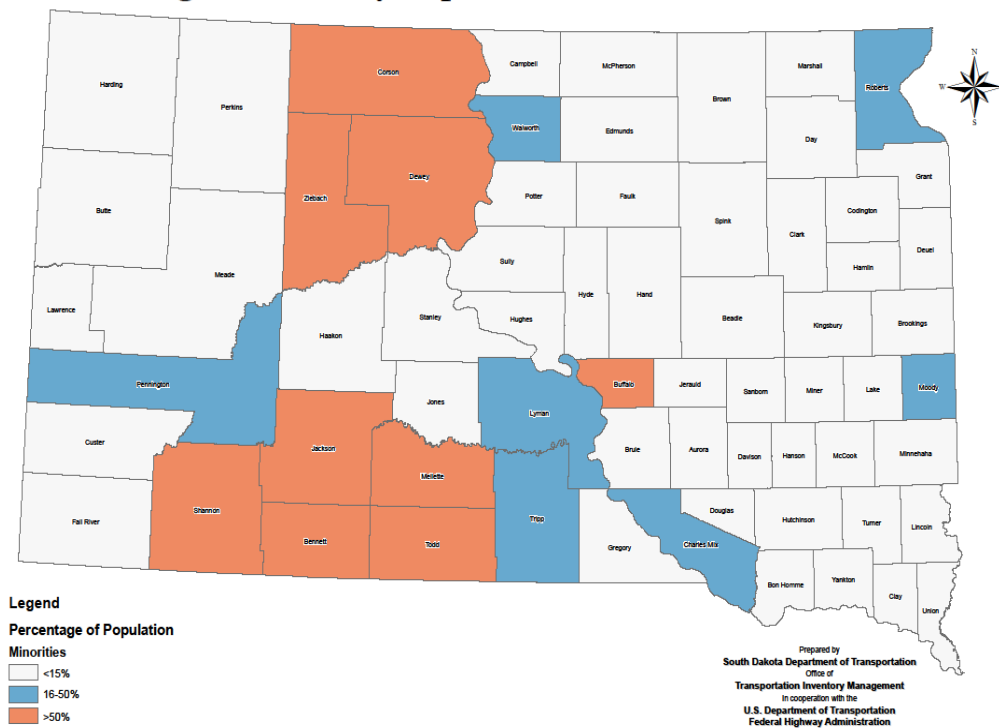 N
W
S
Harding
Perkins
Corson
Campbell
McPherson
Brown
Marshall
Roberts
Walworth
Edmunds
Day
Grant
Butte
Ziebach
Dewey
Potter
Faulk
Spink
Clark
Codington
Deuel
Hamlin
Meade
Sully
Hyde
Hand
Lawrence
Haakon
Stanley
Hughes
Beadle
Kingsbury
Brookings
Pennington
Jones
Lyman
Buffalo
Jerauld
Sanborn
Miner
Lake
Moody
Custer
Jackson
Mellette
Brule
Aurora
Davison
Hanson
McCook
Minnehaha
Fall River
Shannon
Bennett
Todd
Tripp
Gregory
Charles Mix
Douglas
Hutchinson
Turner
Lincoln
Bon Homme
Yankton
Clay
Union
Legend
Percentage of Population
Minorities
<15%
16-50%
>50%
Prepared by
South Dakota Department of Transportation
Office of
Transportation Inventory Management
In cooperation with the
U.S. Department of Transportation
Federal Highway Administration